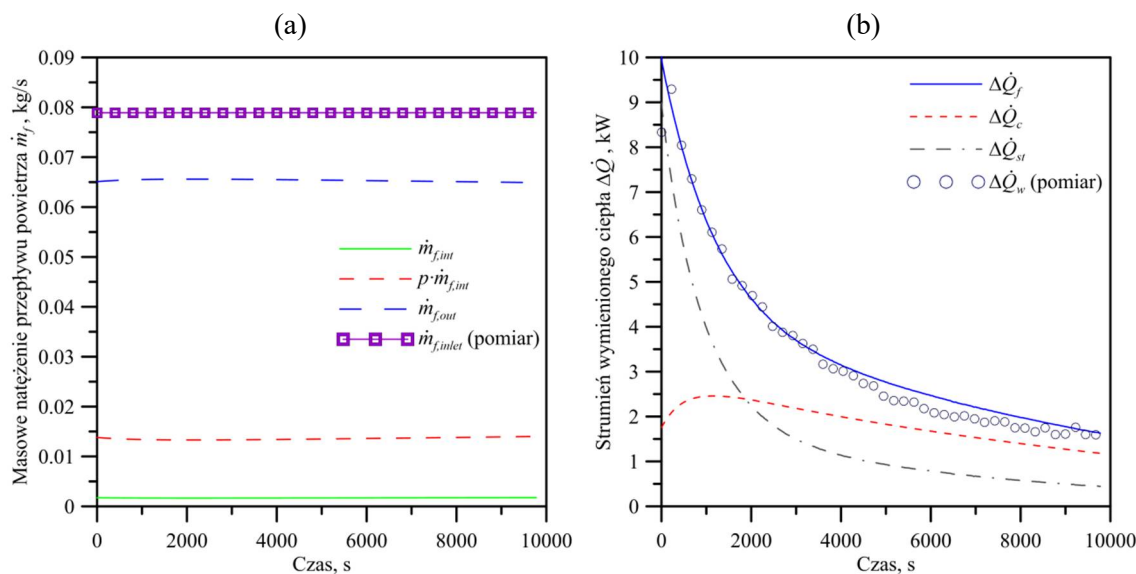 (a)
Masowe natężenie przepływu powietrza ṁf, kg/s
0.09
0.08
0.07
0.06
0.05
0.04
0.03
0.02
0.01
0
ṁf,int
p·ṁf,int
ṁf,out
ṁf,inlet (pomiar)
0 2000 4000 6000 8000 10000
Czas, s
(b)
Strumień wymienionego ciepła ΔQ̇, kW
10
9
8
7
6
5
4
3
2
1
0
ΔQ̇f
ΔQ̇c
ΔQ̇st
ΔQ̇w (pomiar)
0 2000 4000 6000 8000 10000
Czas, s